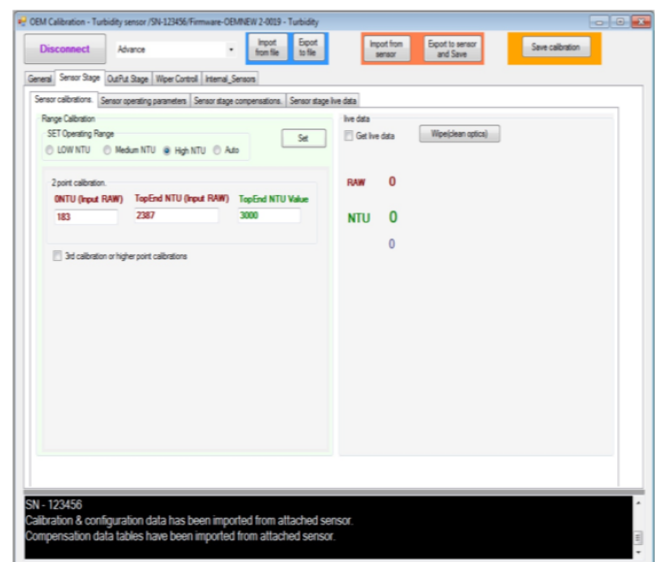 OEM Calibration - Turbidity sensor /SN-123456/Firmware-OEMNEW 2-0019 - Turbidity
Disconnect
Advance
Import from file
Export to file
Import from sensor
Export to sensor and Save
Save calibration
General Sensor Stage OutPut Stage Wiper Controll Internal_Sensors
Sensor calibrations. Sensor operating parameters Sensor stage compensations. Sensor stage live data
Range Calibration
SET Operating Range
LOW NTU Medium NTU High NTU Auto
Set
2 point calibration.
0NTU (Input RAW) TopEnd NTU (Input RAW) TopEnd NTU Value
183 2387 3000
3rd calibration or higher point calibrations
live data
Get live data
Wipe(clean optics)
RAW 0
NTU 0
0
SN - 123456
Calibration & configuration data has been imported from attached sensor.
Compensation data tables have been imported from attached sensor.